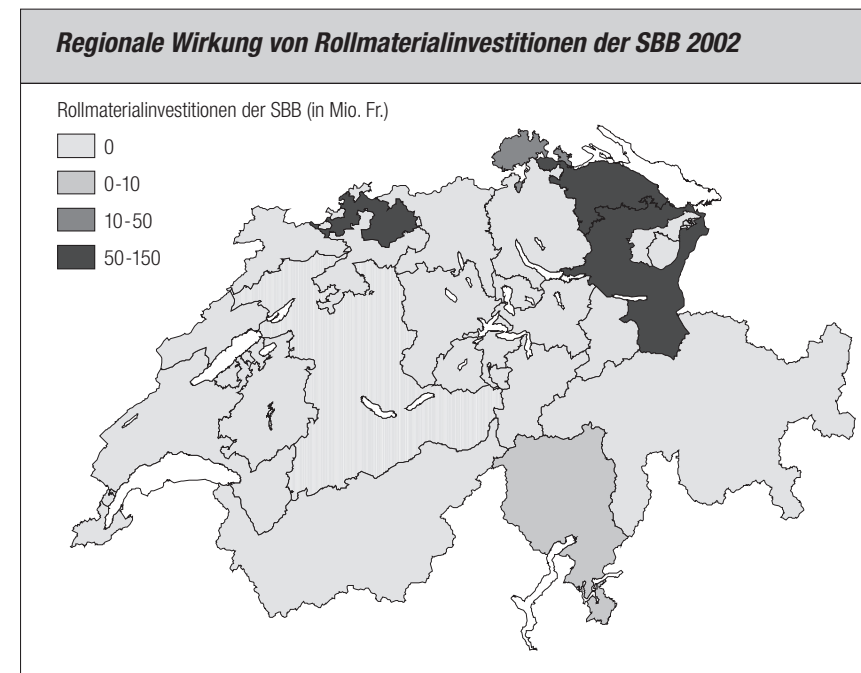 Regionale Wirkung von Rollmaterialinvestitionen der SBB 2002
Rollmaterialinvestitionen der SBB (in Mio. Fr.)
0
0-10
10-50
50-150